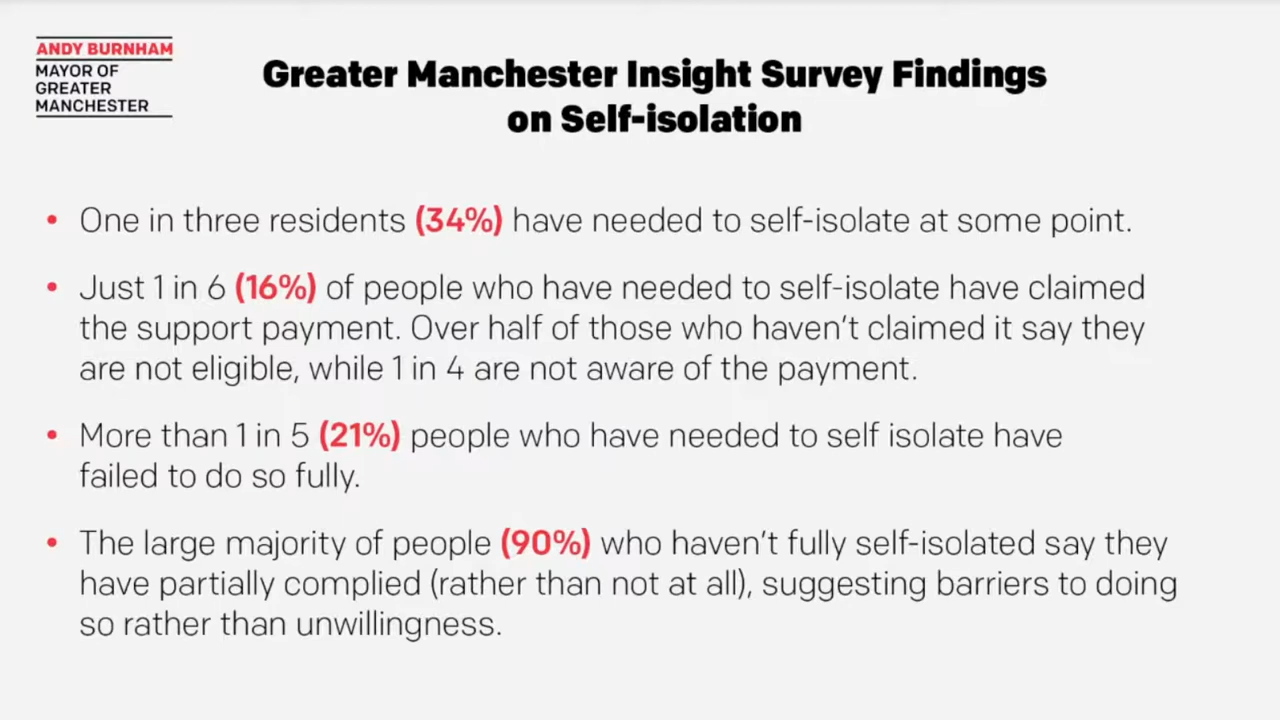 ANDY BURNHAM
MAYOR OF
GREATER
MANCHESTER
Greater Manchester Insight Survey Findings
on Self-isolation
• One in three residents (34%) have needed to self-isolate at some point.
• Just 1 in 6 (16%) of people who have needed to self-isolate have claimed
the support payment. Over half of those who haven't claimed it say they
are not eligible, while 1 in 4 are not aware of the payment.
• More than 1 in 5 (21%) people who have needed to self isolate have
failed to do so fully.
• The large majority of people (90%) who haven't fully self-isolated say they
have partially complied (rather than not at all), suggesting barriers to doing
so rather than unwillingness.